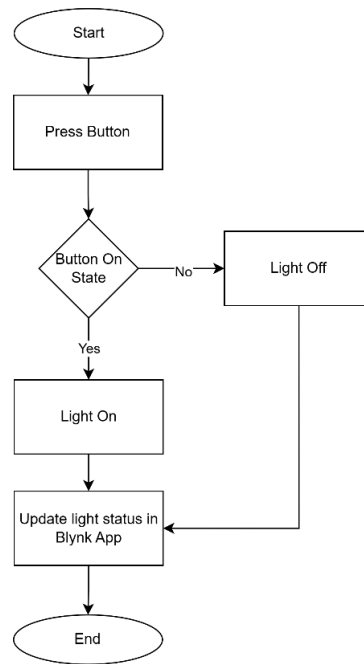 Start
Press Button
Button On
State
No
Light Off
Yes
Light On
Update light status in
Blynk App
End